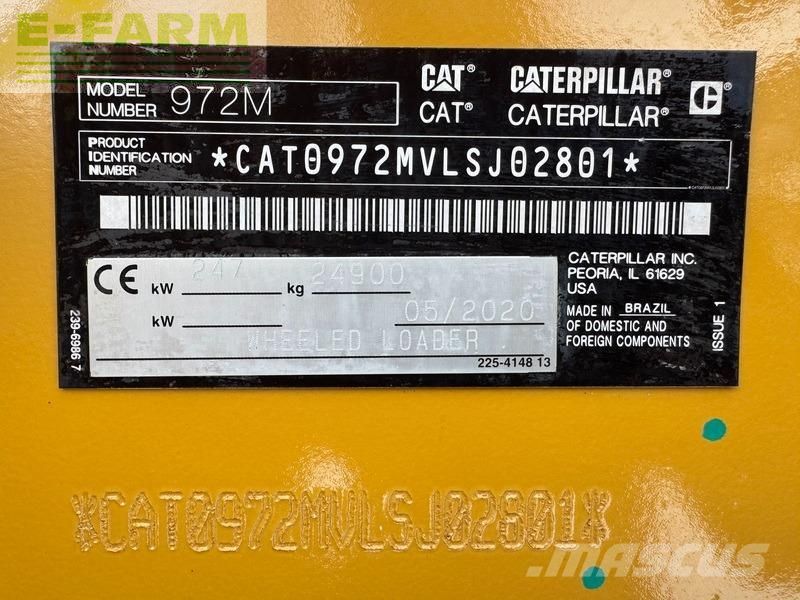 E-FARM
MODEL NUMBER 972M
CAT CATERPILLAR
CAT® CATERPILLAR®
PRODUCT IDENTIFICATION NUMBER *CAT0972MVLSJ02801*
*CAT0972MVLSJ02801*
CE kW 247 kg 24900
kW 05/2020
WHEELED LOADER
225-4148 13
239-6986 7
CATERPILLAR INC.
PEORIA, IL 61629
USA
MADE IN BRAZIL
OF DOMESTIC AND
FOREIGN COMPONENTS
ISSUE 1
*CAT0972MVLSJ02801*
MASCUS